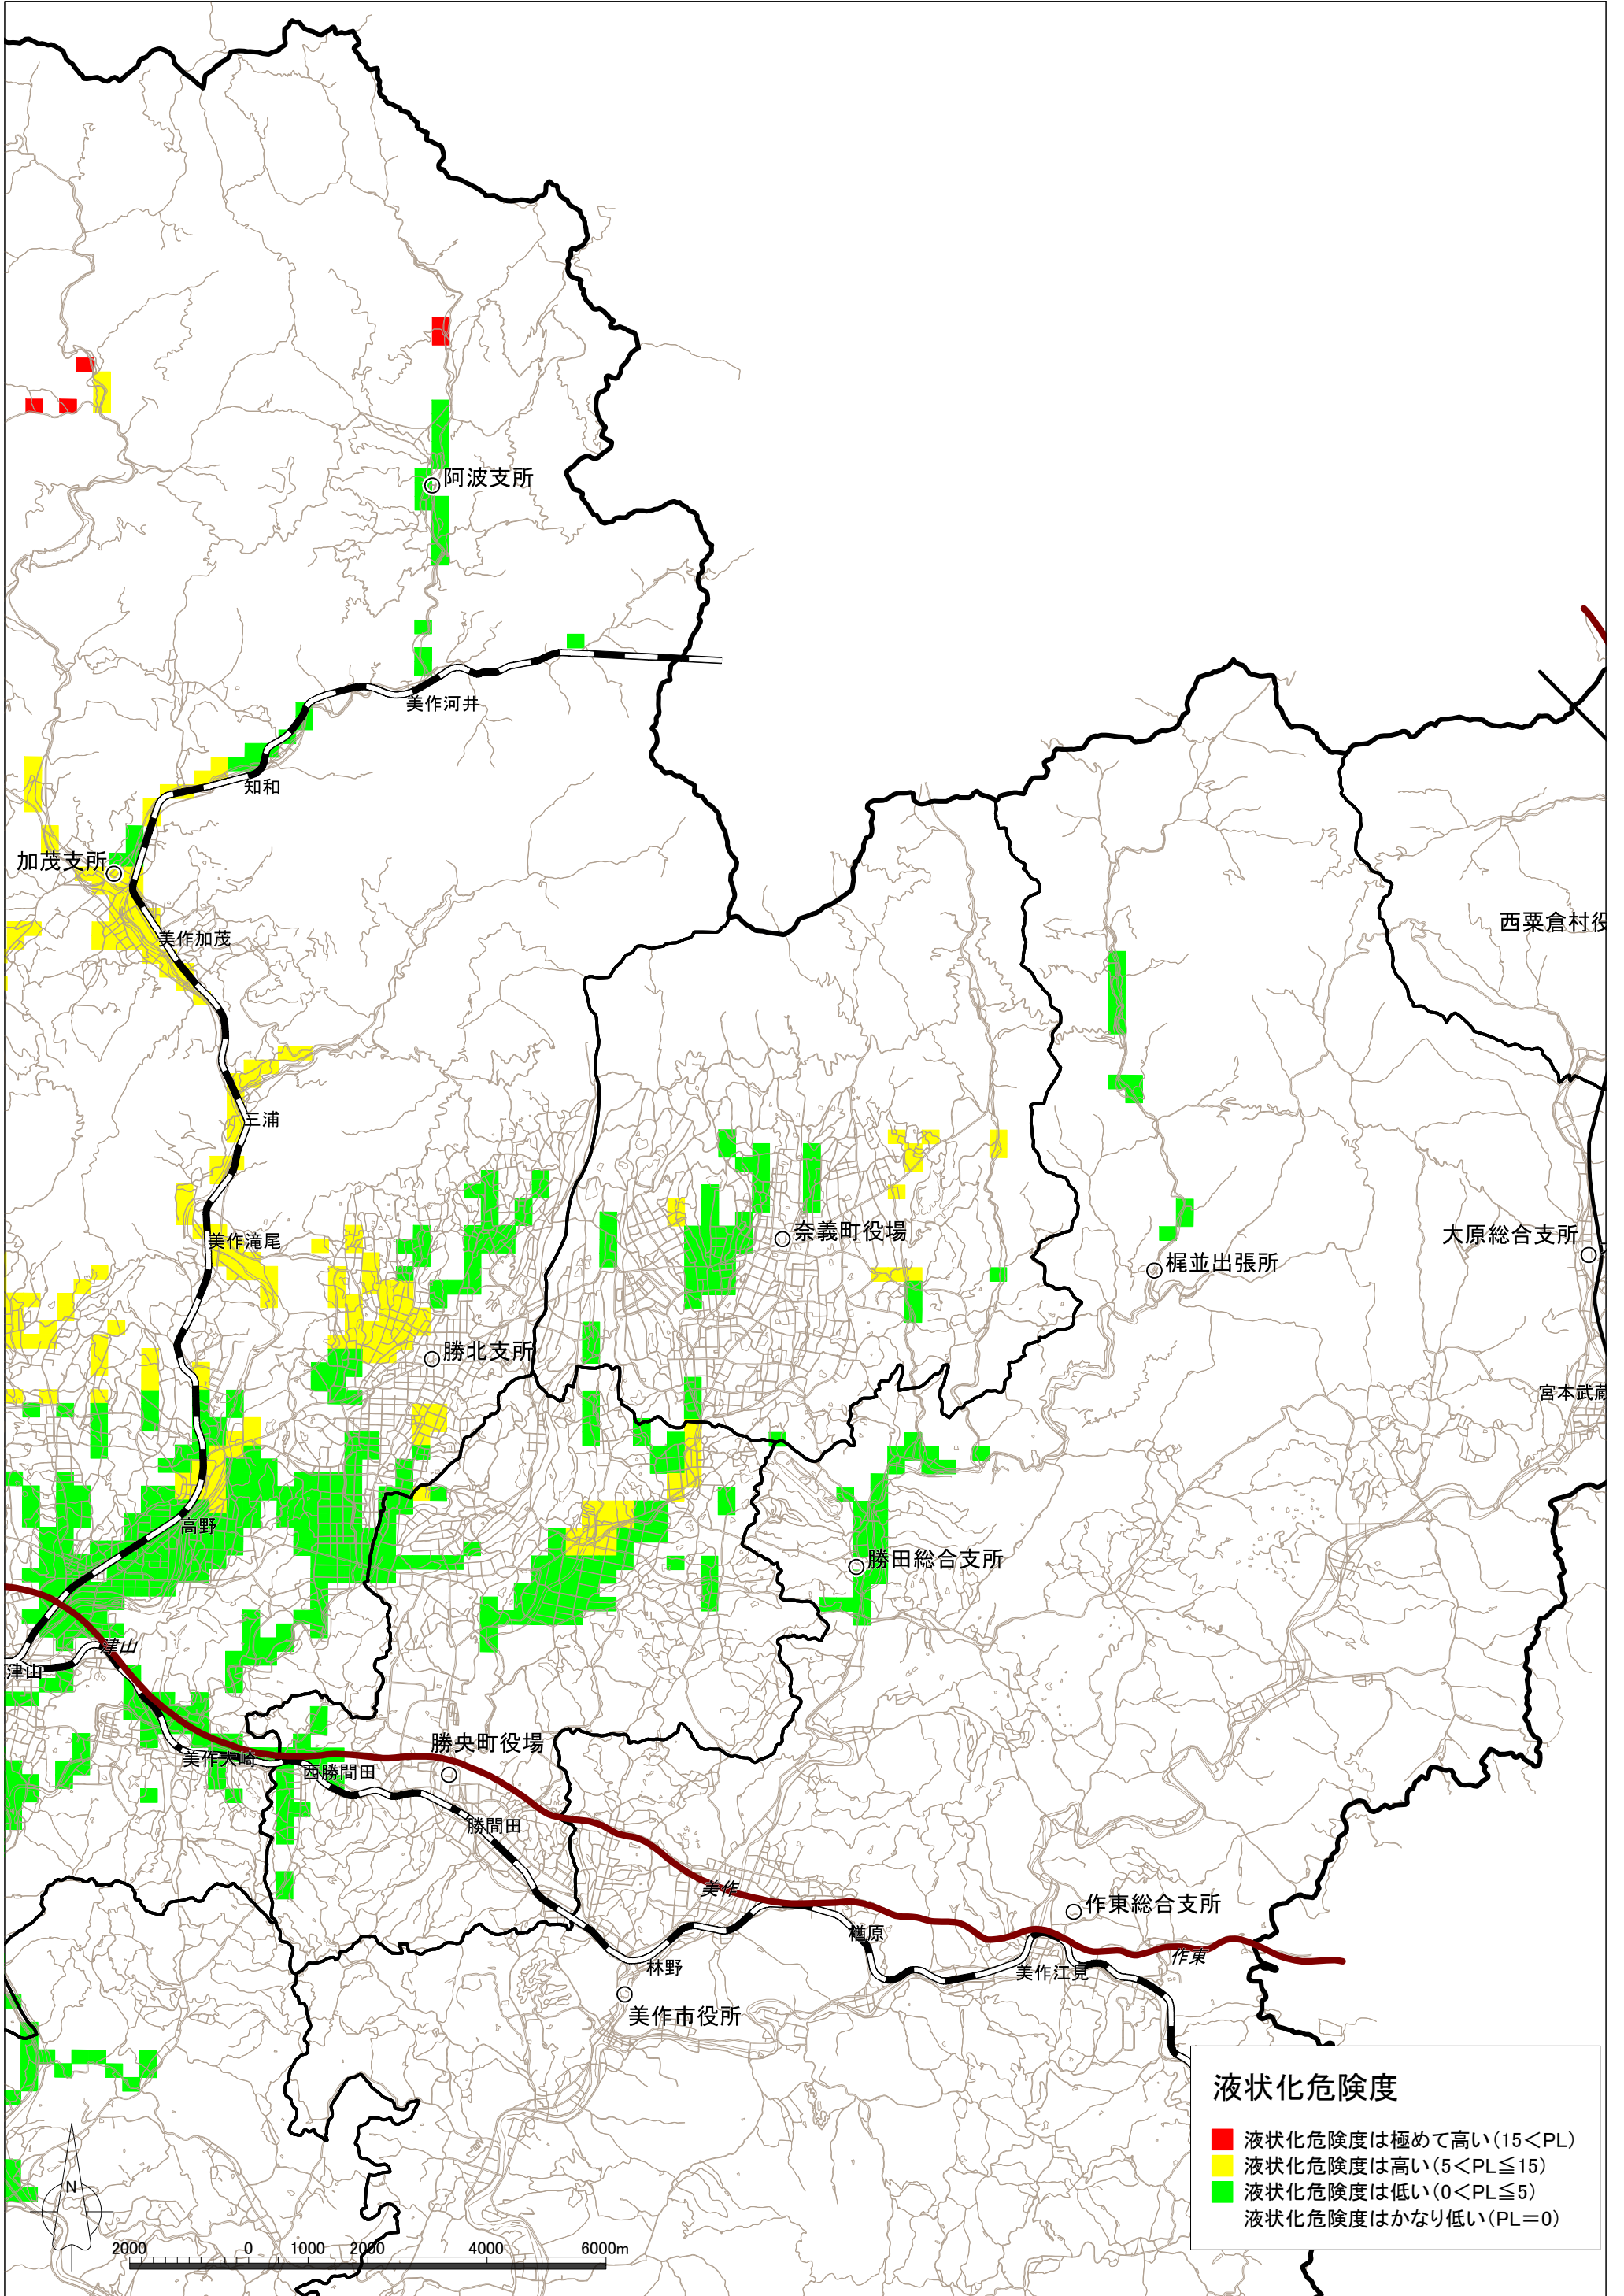 阿波支所
美作河井
知和
加茂支所
美作加茂
西粟倉村役
三浦
奈義町役場
大原総合支所
美作滝尾
梶並出張所
勝北支所
宮本武蔵
高野
勝田総合支所
津山
津山
勝央町役場
美作大崎
西勝間田
勝間田
美作
作東総合支所
楢原
作東
林野
美作江見
美作市役所
液状化危険度
液状化危険度は極めて高い(15＜PL)
液状化危険度は高い(5＜PL≦15)
液状化危険度は低い(0＜PL≦5)
液状化危険度はかなり低い(PL＝0)
N
2000 0 1000 2000 4000 6000m